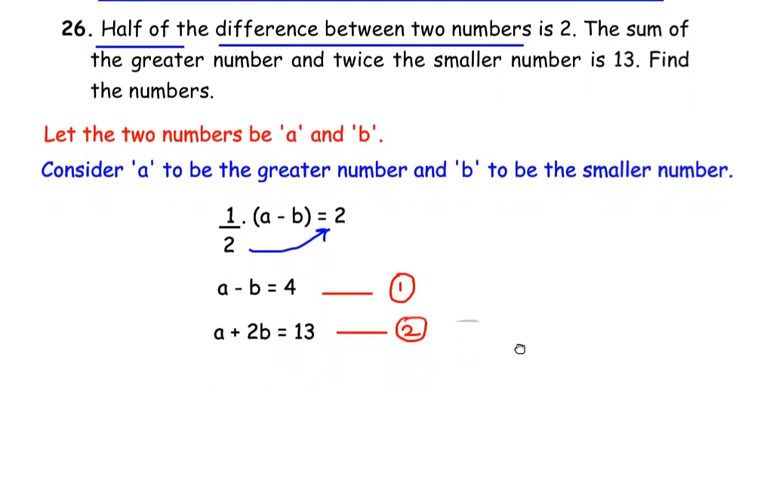 26. Half of the difference between two numbers is 2. The sum of
the greater number and twice the smaller number is 13. Find
the numbers.
Let the two numbers be 'a' and 'b'.
Consider 'a' to be the greater number and 'b' to be the smaller number.
1/2 . (a - b) = 2
a - b = 4 —— ①
a + 2b = 13 —— ②